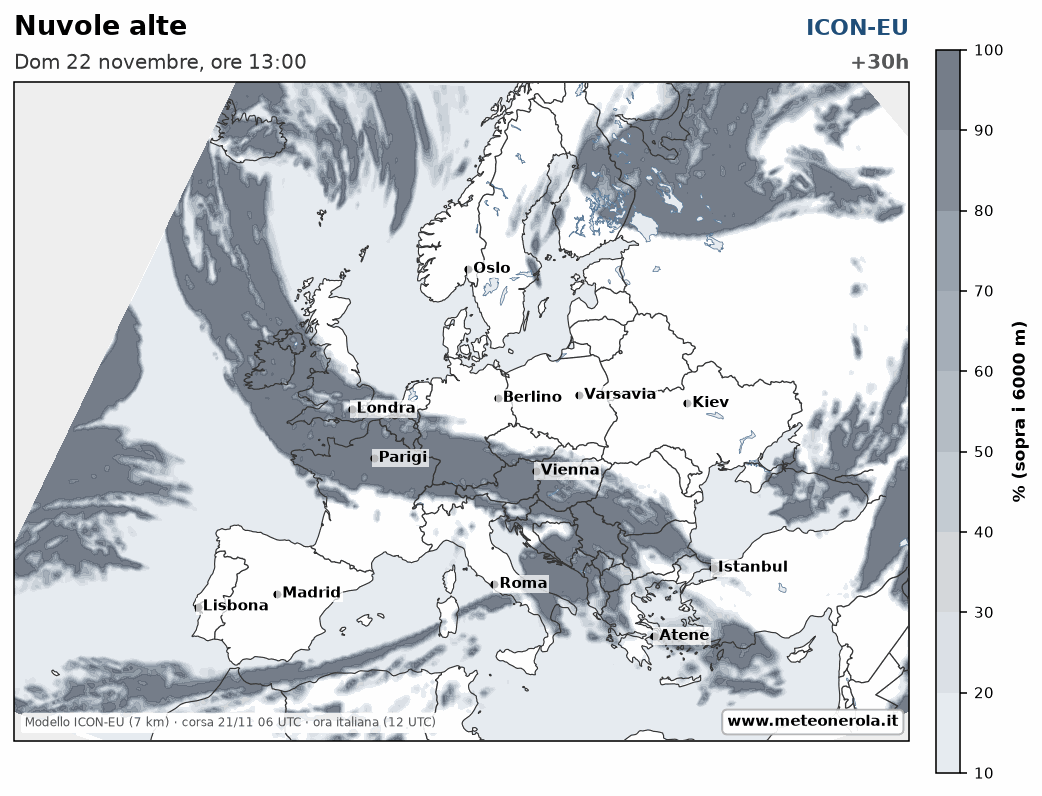 Nuvole alte
ICON-EU
Dom 22 novembre, ore 13:00
+30h
Oslo
Londra
Berlino
Varsavia
Kiev
Parigi
Vienna
Istanbul
Roma
Madrid
Lisbona
Atene
Modello ICON-EU (7 km) · corsa 21/11 06 UTC · ora italiana (12 UTC)
www.meteonerola.it
100
90
80
70
60
50
40
30
20
10
% (sopra i 6000 m)